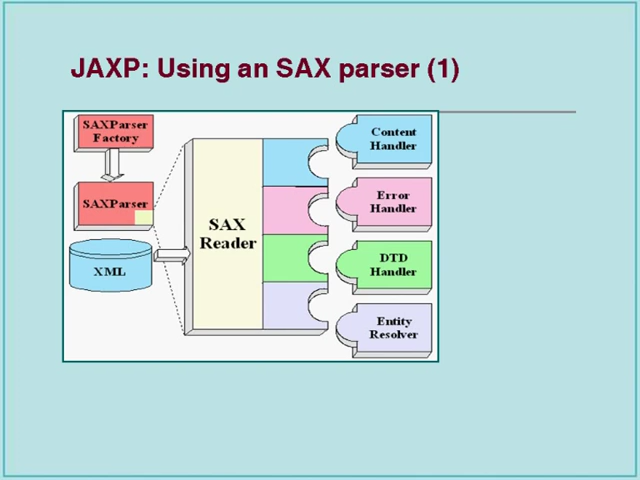 JAXP: Using an SAX parser (1)
SAXParser
Factory
SAXParser
XML
SAX
Reader
Content
Handler
Error
Handler
DTD
Handler
Entity
Resolver